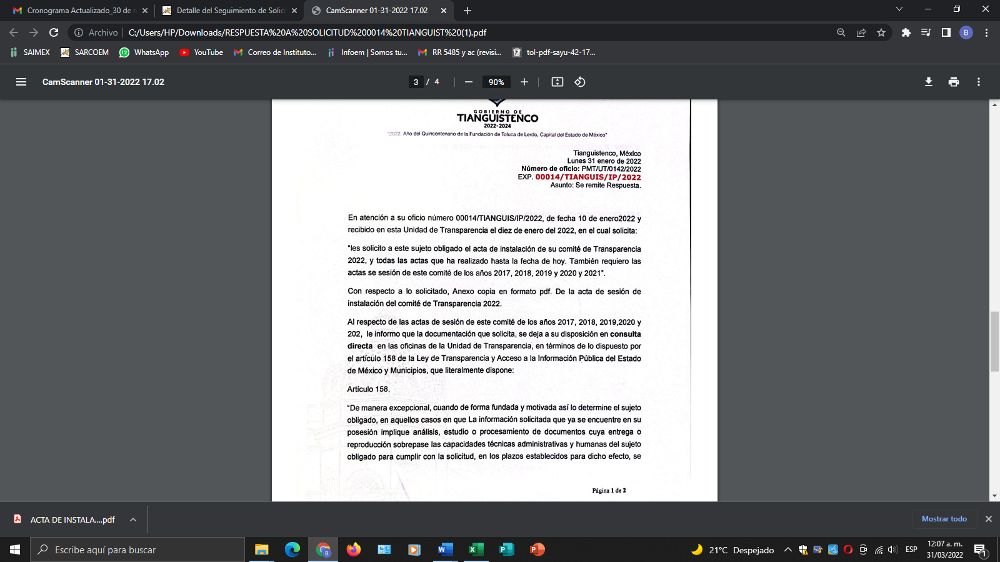 Cronograma Actualizado_30 de n
Detalle del Seguimiento de Solic
CamScanner 01-31-2022 17.02
Archivo
C:/Users/HP/Downloads/RESPUESTA%20A%20SOLICITUD%200014%20TIANGUIST%20(1).pdf
B
SAIMEX
SARCOEM
12
WhatsApp
YouTube
Correo de Instituto...
Infoem | Somos tu...
RR 5485 y ac (revisi...
tol-pdf-sayu-42-17...
CamScanner 01-31-2022 17.02
3 / 4
90%
GOBIERNO DE
TIANGUISTENCO
2022-2024
"2022. Año del Quincentenario de la Fundación de Toluca de Lerdo, Capital del Estado de México"
Tianguistenco, México
Lunes 31 enero de 2022
Número de oficio: PMT/UT/0142/2022
EXP. 00014/TIANGUIS/IP/2022
Asunto: Se remite Respuesta.
En atención a su oficio número 00014/TIANGUIS/IP/2022, de fecha 10 de enero2022 y
recibido en esta Unidad de Transparencia el diez de enero del 2022, en el cual solicita:
"les solicito a este sujeto obligado el acta de instalación de su comité de Transparencia
2022, y todas las actas que ha realizado hasta la fecha de hoy. También requiero las
actas se sesión de este comité de los años 2017, 2018, 2019 y 2020 y 2021".
Con respecto a lo solicitado, Anexo copia en formato pdf. De la acta de sesión de
instalación del comité de Transparencia 2022.
Al respecto de las actas de sesión de este comité de los años 2017, 2018, 2019,2020 y
202, le informo que la documentación que solicita, se deja a su disposición en consulta
directa en las oficinas de la Unidad de Transparencia, en términos de lo dispuesto por
el artículo 158 de la Ley de Transparencia y Acceso a la Información Pública del Estado
de México y Municipios, que literalmente dispone:
Artículo 158.
"De manera excepcional, cuando de forma fundada y motivada así lo determine el sujeto
obligado, en aquellos casos en que La información solicitada que ya se encuentre en su
posesión implique análisis, estudio o procesamiento de documentos cuya entrega o
reproducción sobrepase las capacidades técnicas administrativas y humanas del sujeto
obligado para cumplir con la solicitud, en los plazos establecidos para dicho efecto, se
Página 1 de 2
ACTA DE INSTALA....pdf
Mostrar todo
Escribe aquí para buscar
21°C Despejado
ESP
12:07 a. m.
31/03/2022
1